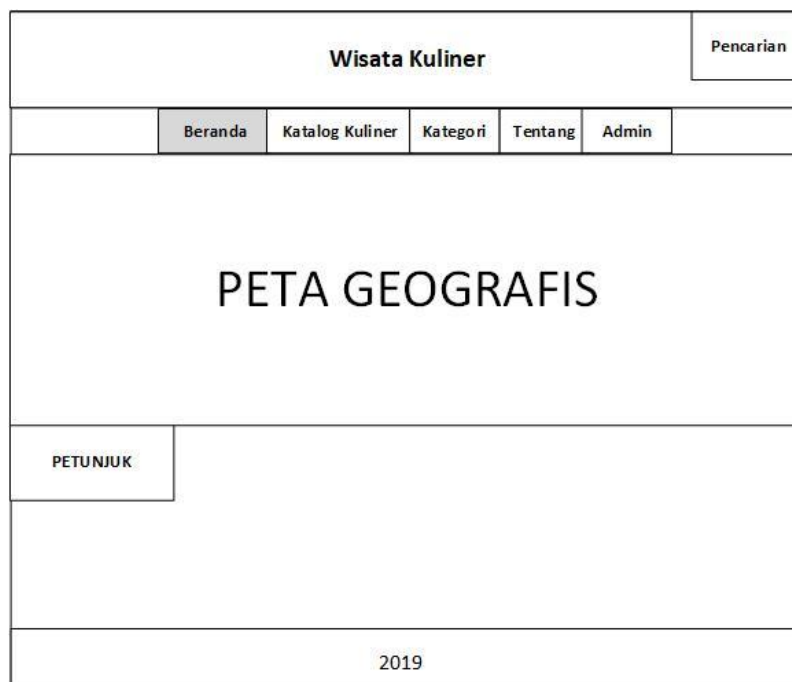 Wisata Kuliner
Pencarian
Beranda Katalog Kuliner Kategori Tentang Admin
PETA GEOGRAFIS
PETUNJUK
2019